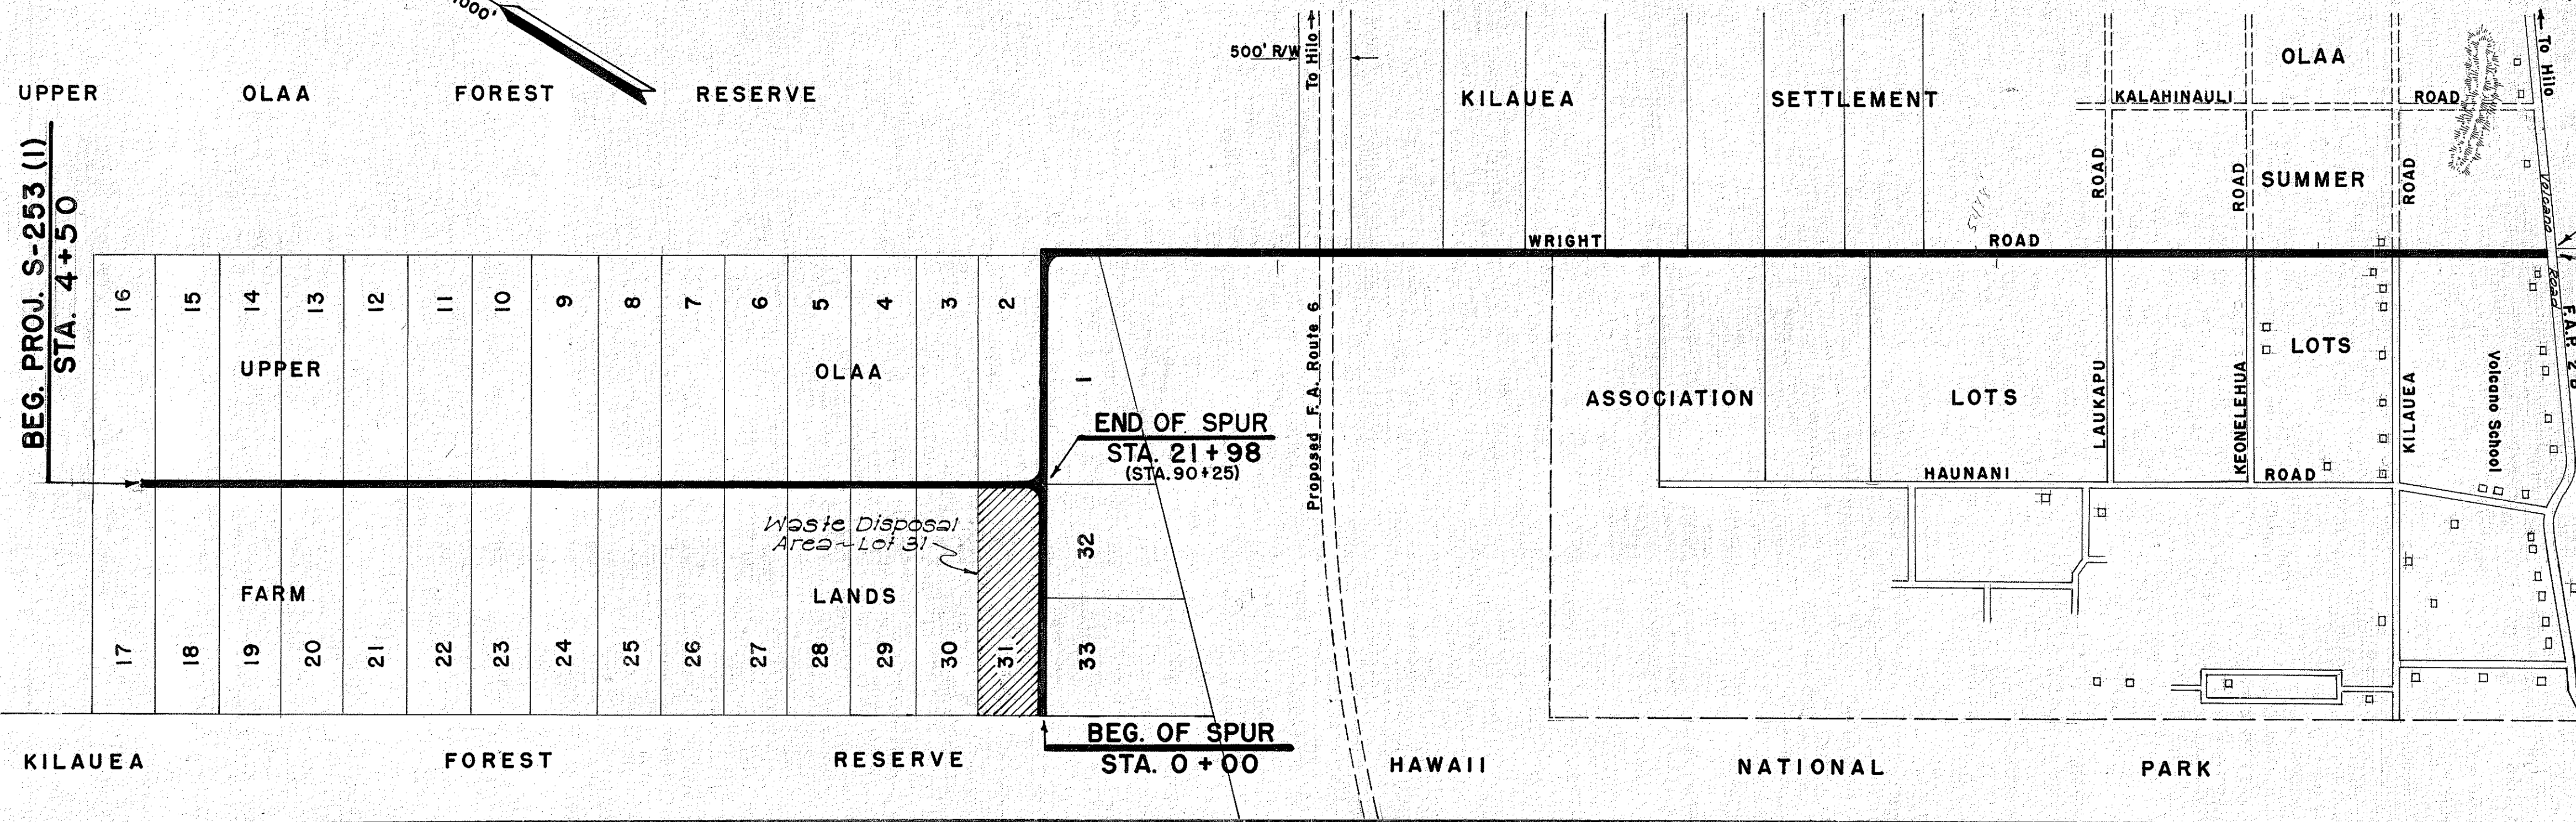 1000'
UPPER OLAA FOREST RESERVE
BEG. PROJ. S-253 (1)
STA. 4+50
500' R/W
To Hilo
KILAUEA SETTLEMENT
OLAA
To Hilo
KALAHINAULI ROAD
ROAD
ROAD
SUMMER
ROAD
Volcano Road
5488'
WRIGHT ROAD
16 15 14 13 12 11 10 9 8 7 6 5 4 3 2
1
UPPER OLAA
END OF SPUR
STA. 21+98
(STA. 90+25)
Proposed F. A. Route 6
ASSOCIATION LOTS
LAUKAPU
KEONELEHUA
LOTS
KILAUEA
Volcano School
HAUNANI ROAD
Waste Disposal
Area~Lot 31
32
33
FARM LANDS
17 18 19 20 21 22 23 24 25 26 27 28 29 30 31
BEG. OF SPUR
STA. 0+00
KILAUEA FOREST RESERVE
HAWAII NATIONAL PARK